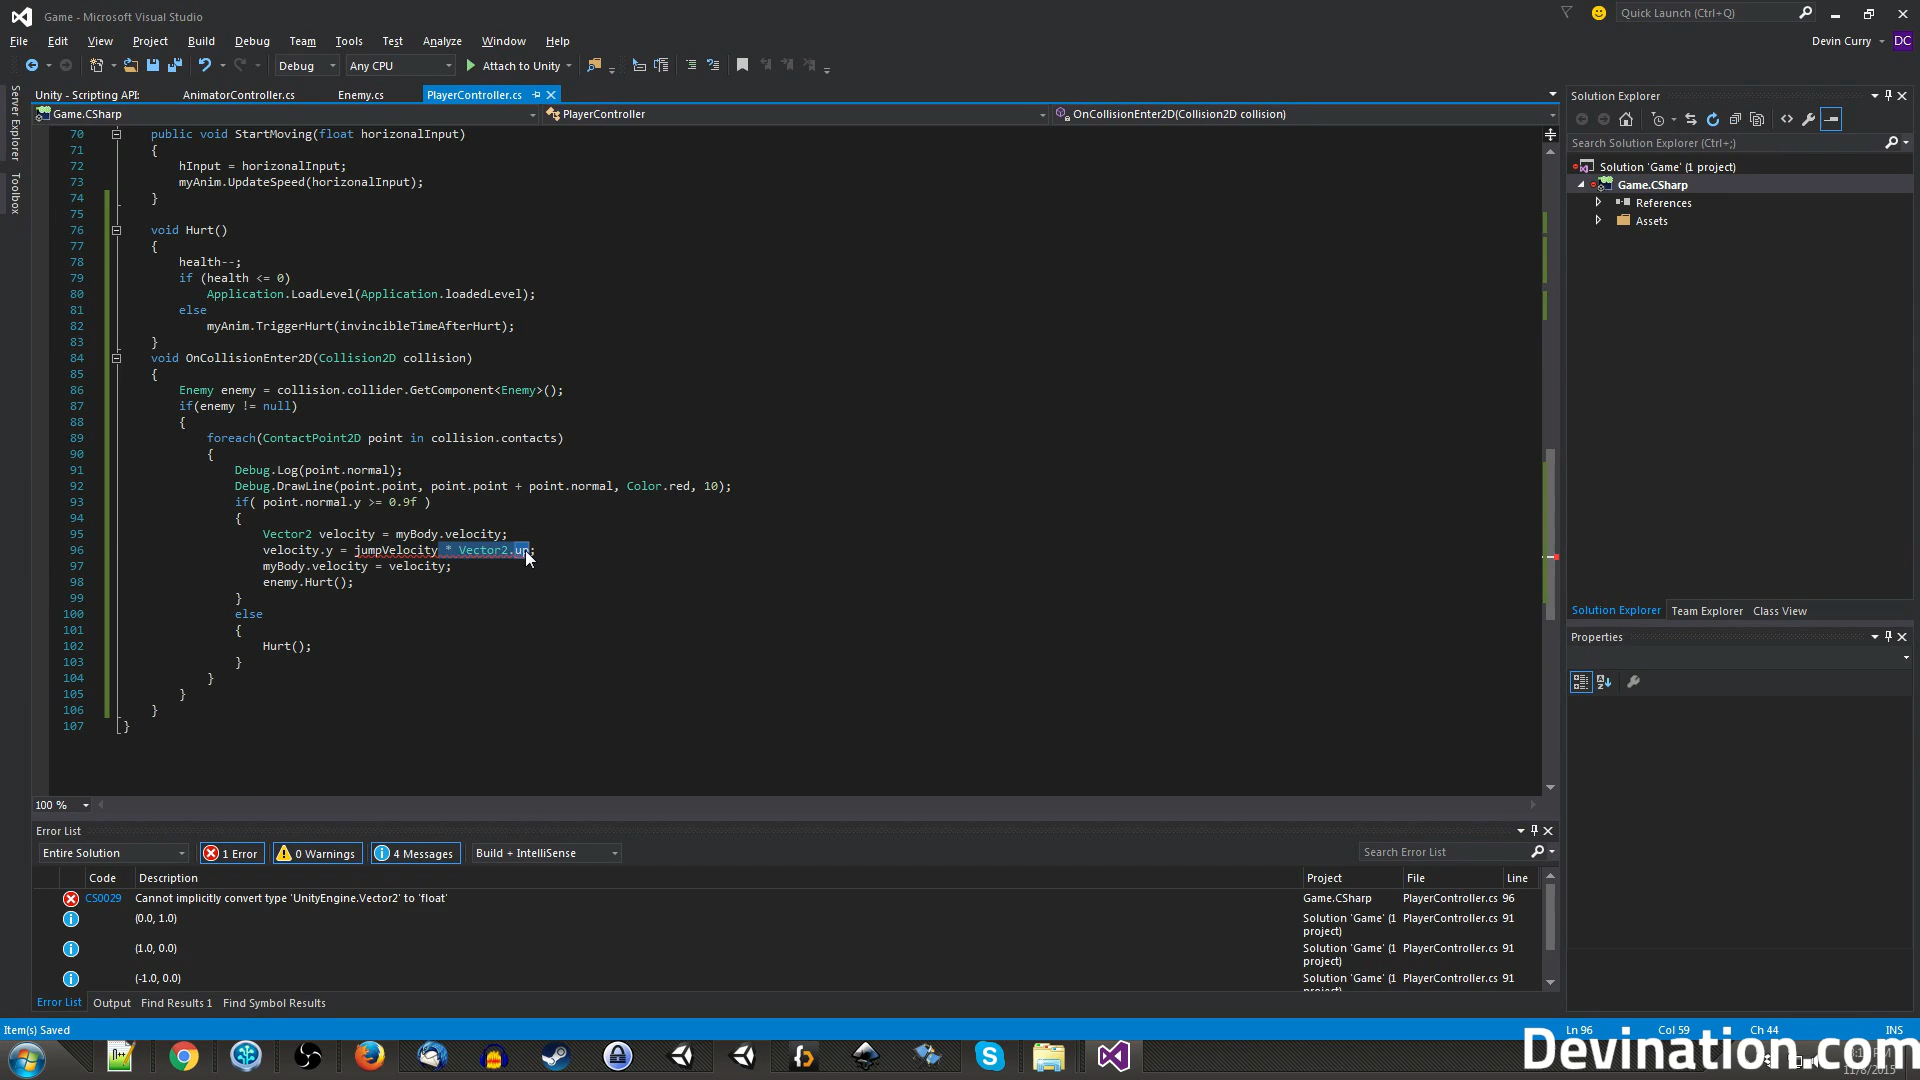 Game - Microsoft Visual Studio
Quick Launch (Ctrl+Q)
File Edit View Project Build Debug Team Tools Test Analyze Window Help
Devin Curry DC
Debug Any CPU Attach to Unity
Server Explorer
Toolbox
Unity - Scripting API: AnimatorController.cs Enemy.cs PlayerController.cs
Game.CSharp PlayerController OnCollisionEnter2D(Collision2D collision)
70 public void StartMoving(float horizonalInput)
71 {
72 hInput = horizonalInput;
73 myAnim.UpdateSpeed(horizonalInput);
74 }
75
76 void Hurt()
77 {
78 health--;
79 if (health <= 0)
80 Application.LoadLevel(Application.loadedLevel);
81 else
82 myAnim.TriggerHurt(invincibleTimeAfterHurt);
83 }
84 void OnCollisionEnter2D(Collision2D collision)
85 {
86 Enemy enemy = collision.collider.GetComponent<Enemy>();
87 if(enemy != null)
88 {
89 foreach(ContactPoint2D point in collision.contacts)
90 {
91 Debug.Log(point.normal);
92 Debug.DrawLine(point.point, point.point + point.normal, Color.red, 10);
93 if( point.normal.y >= 0.9f )
94 {
95 Vector2 velocity = myBody.velocity;
96 velocity.y = jumpVelocity * Vector2.up;
97 myBody.velocity = velocity;
98 enemy.Hurt();
99 }
100 else
101 {
102 Hurt();
103 }
104 }
105 }
106 }
107 }
100 %
Solution Explorer
Search Solution Explorer (Ctrl+;)
Solution 'Game' (1 project)
Game.CSharp
References
Assets
Solution Explorer Team Explorer Class View
Properties
Error List
Entire Solution 1 Error 0 Warnings 4 Messages Build + IntelliSense Search Error List
Code Description Project File Line
CS0029 Cannot implicitly convert type 'UnityEngine.Vector2' to 'float' Game.CSharp PlayerController.cs 96
(0.0, 1.0) Solution 'Game' (1 project) PlayerController.cs 91
(1.0, 0.0) Solution 'Game' (1 project) PlayerController.cs 91
(-1.0, 0.0) Solution 'Game' (1 PlayerController.cs 91
Error List Output Find Results 1 Find Symbol Results
Item(s) Saved Ln 96 Col 59 Ch 44 INS
Devination.com
11/8/2015